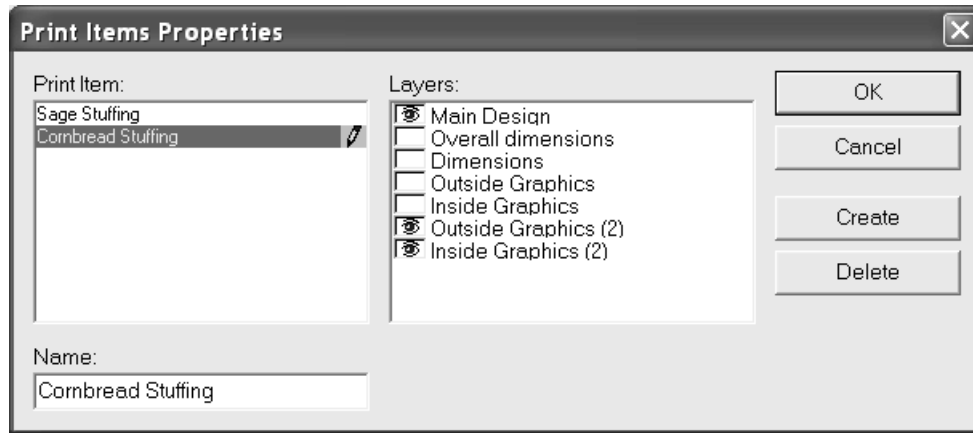 Print Items Properties
Print Item:
Sage Stuffing
Cornbread Stuffing
Layers:
Main Design
Overall dimensions
Dimensions
Outside Graphics
Inside Graphics
Outside Graphics (2)
Inside Graphics (2)
OK
Cancel
Create
Delete
Name:
Cornbread Stuffing